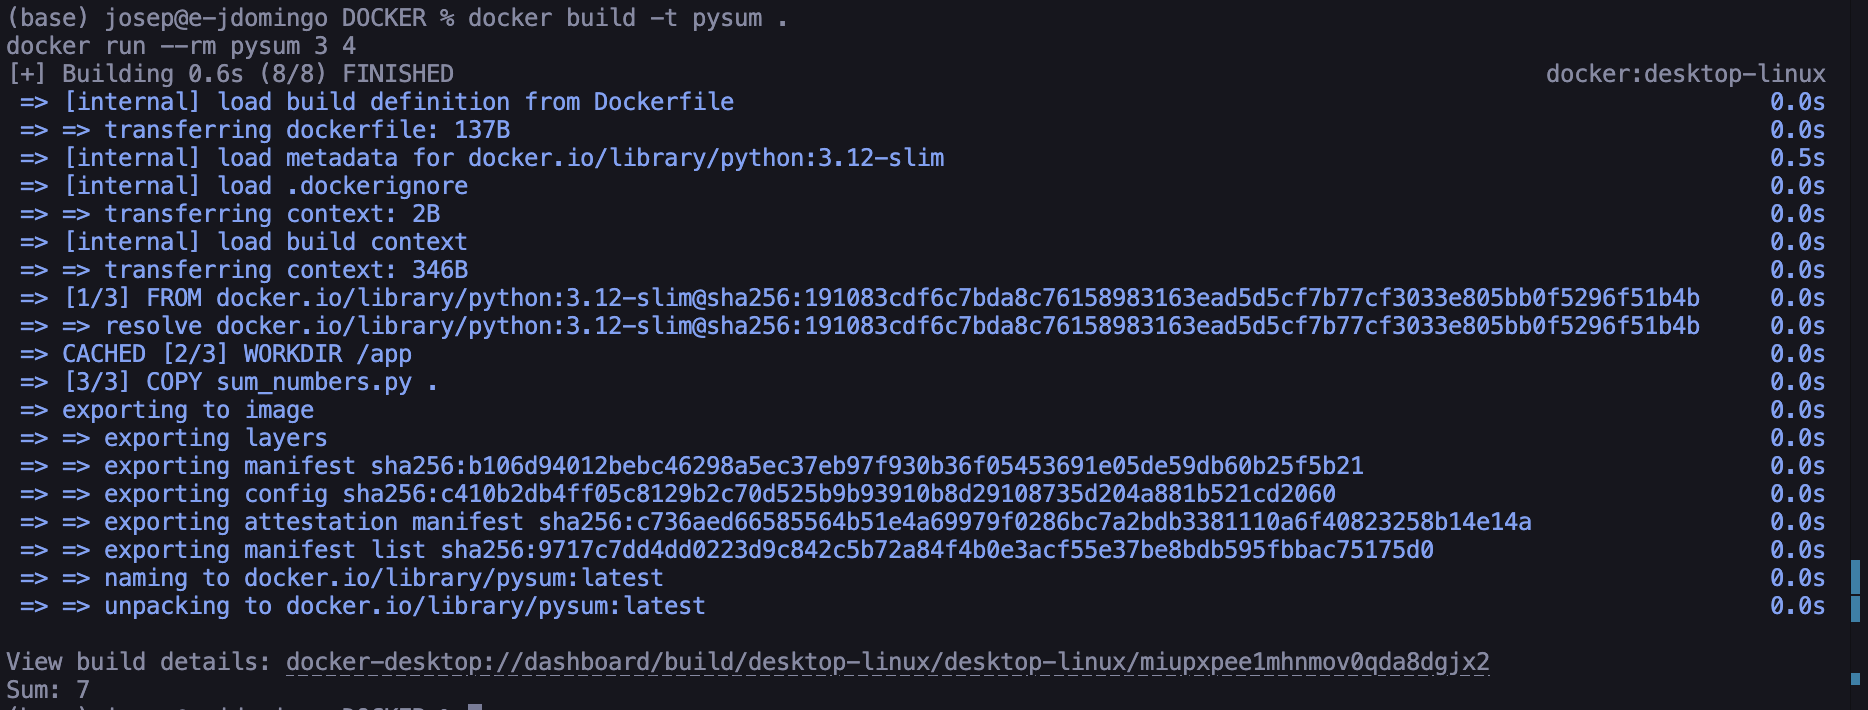 (base) josep@e-jdomingo DOCKER % docker build -t pysum .
docker run --rm pysum 3 4
[+] Building 0.6s (8/8) FINISHED docker:desktop-linux
=> [internal] load build definition from Dockerfile 0.0s
=> => transferring dockerfile: 137B 0.0s
=> [internal] load metadata for docker.io/library/python:3.12-slim 0.5s
=> [internal] load .dockerignore 0.0s
=> => transferring context: 2B 0.0s
=> [internal] load build context 0.0s
=> => transferring context: 346B 0.0s
=> [1/3] FROM docker.io/library/python:3.12-slim@sha256:191083cdf6c7bda8c76158983163ead5d5cf7b77cf3033e805bb0f5296f51b4b 0.0s
=> => resolve docker.io/library/python:3.12-slim@sha256:191083cdf6c7bda8c76158983163ead5d5cf7b77cf3033e805bb0f5296f51b4b 0.0s
=> CACHED [2/3] WORKDIR /app 0.0s
=> [3/3] COPY sum_numbers.py . 0.0s
=> exporting to image 0.0s
=> => exporting layers 0.0s
=> => exporting manifest sha256:b106d94012bebc46298a5ec37eb97f930b36f05453691e05de59db60b25f5b21 0.0s
=> => exporting config sha256:c410b2db4ff05c8129b2c70d525b9b93910b8d29108735d204a881b521cd2060 0.0s
=> => exporting attestation manifest sha256:c736aed66585564b51e4a69979f0286bc7a2bdb3381110a6f40823258b14e14a 0.0s
=> => exporting manifest list sha256:9717c7dd4dd0223d9c842c5b72a84f4b0e3acf55e37be8bdb595fbbac75175d0 0.0s
=> => naming to docker.io/library/pysum:latest 0.0s
=> => unpacking to docker.io/library/pysum:latest 0.0s
View build details: docker-desktop://dashboard/build/desktop-linux/desktop-linux/miupxpee1mhnmov0qda8dgjx2
Sum: 7